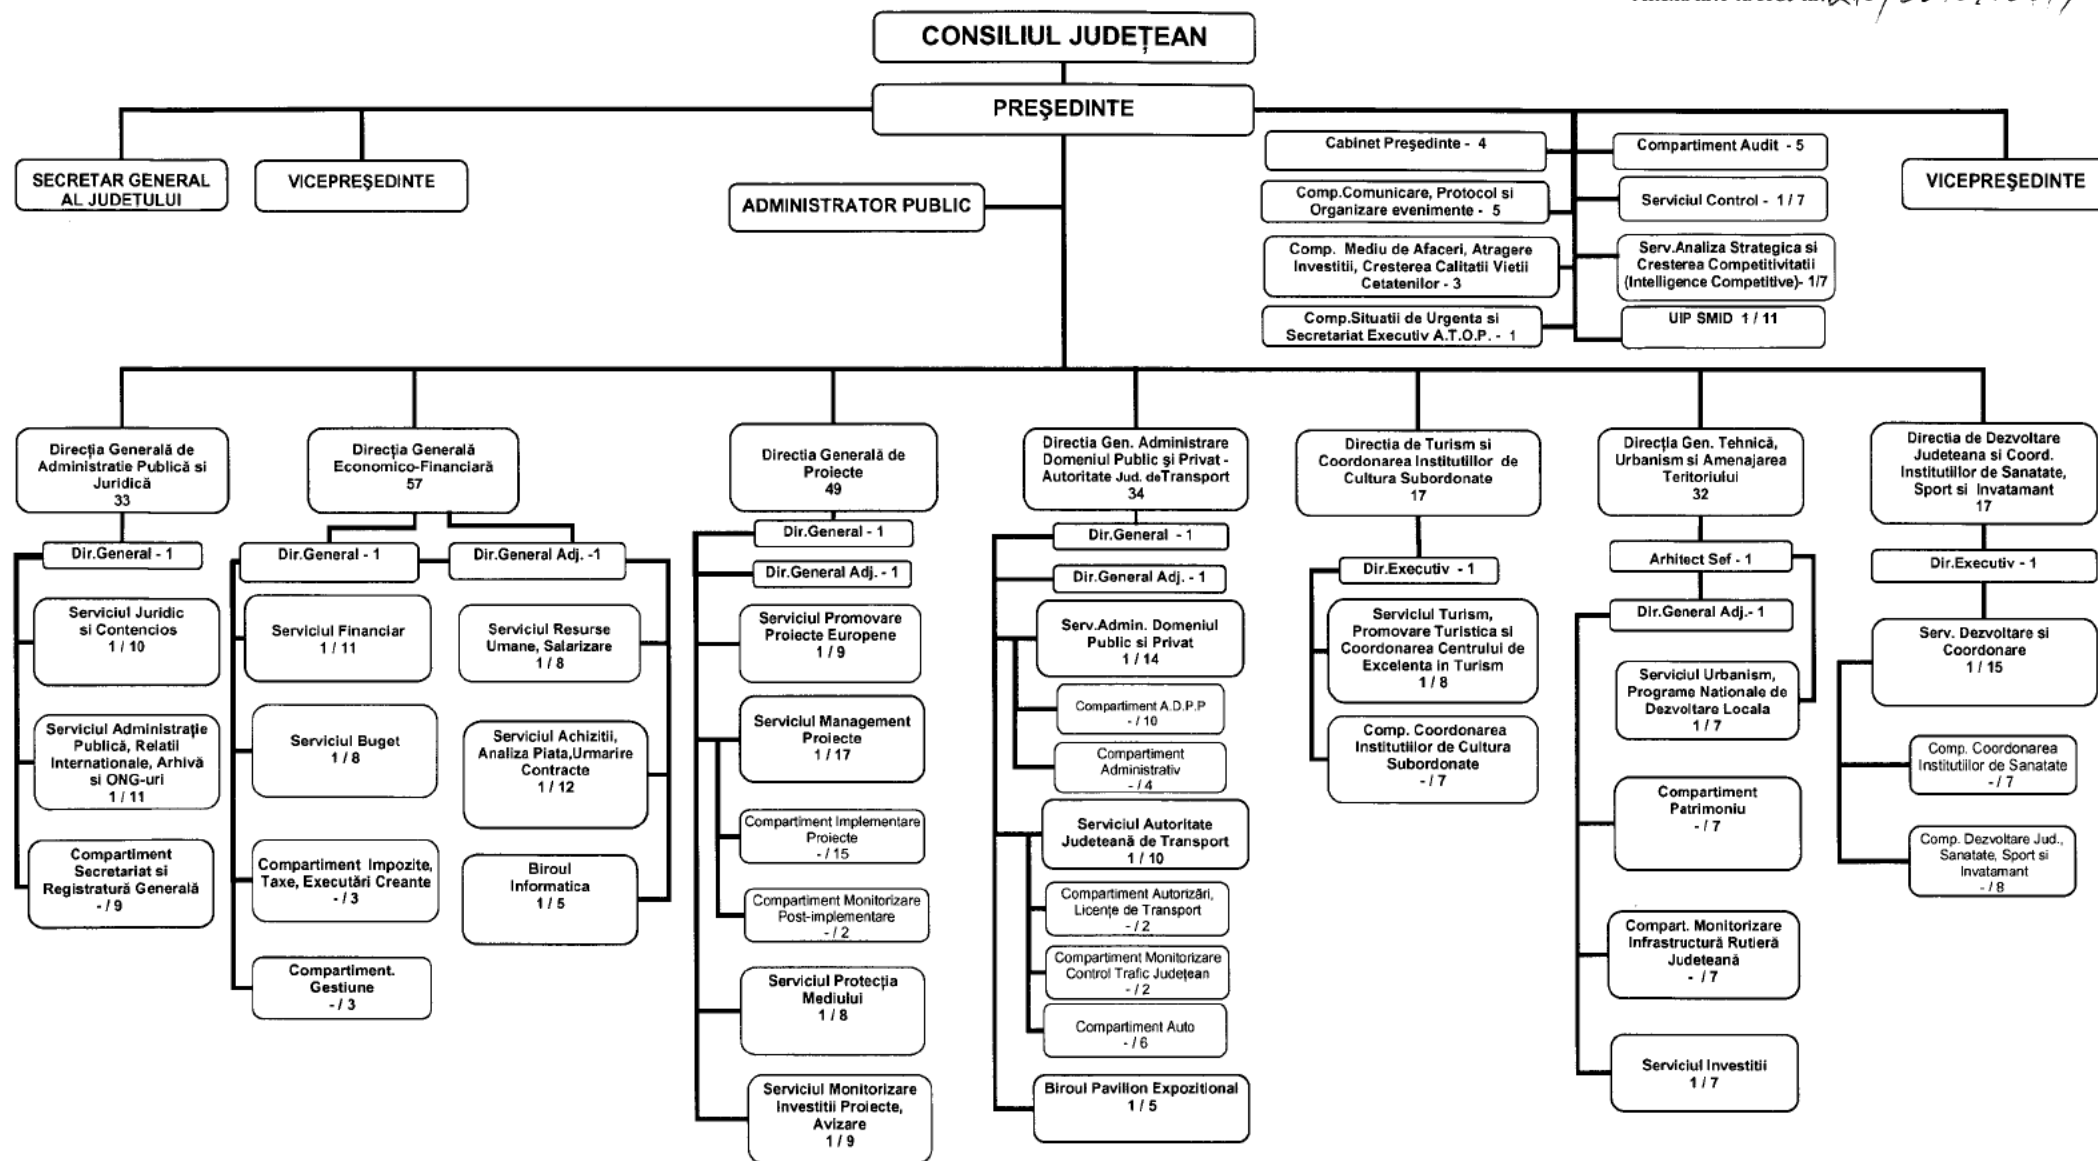 CONSILIUL JUDEȚEAN
PREŞEDINTE
SECRETAR GENERAL
AL JUDEȚULUI
VICEPREŞEDINTE
ADMINISTRATOR PUBLIC
Cabinet Preşedinte - 4
Comp.Comunicare, Protocol si
Organizare evenimente - 5
Comp. Mediu de Afaceri, Atragere
Investitii, Cresterea Calitatii Vietii
Cetatenilor - 3
Comp.Situatii de Urgenta si
Secretariat Executiv A.T.O.P. - 1
Compartiment Audit - 5
Serviciul Control - 1 / 7
Serv.Analiza Strategica si
Cresterea Competitivitatii
(Intelligence Competitive)- 1/7
UIP SMID 1 / 11
VICEPREŞEDINTE
Direcția Generală de
Administratie Publică si
Juridică
33
Dir.General - 1
Serviciul Juridic
si Contencios
1 / 10
Serviciul Administrație
Publică, Relatii
Internationale, Arhivă
si ONG-uri
1 / 11
Compartiment
Secretariat si
Registratură Generală
- / 9
Direcția Generală
Economico-Financiară
57
Dir.General - 1
Serviciul Financiar
1 / 11
Serviciul Buget
1 / 8
Compartiment Impozite,
Taxe, Executări Creante
- / 3
Compartiment.
Gestiune
- / 3
Dir.General Adj. -1
Serviciul Resurse
Umane, Salarizare
1 / 8
Serviciul Achizitii,
Analiza Piata,Urmarire
Contracte
1 / 12
Biroul
Informatica
1 / 5
Directia Generală de
Proiecte
49
Dir.General - 1
Dir.General Adj. - 1
Serviciul Promovare
Proiecte Europene
1 / 9
Serviciul Management
Proiecte
1 / 17
Compartiment Implementare
Proiecte
- / 15
Compartiment Monitorizare
Post-implementare
- / 2
Serviciul Protecția
Mediului
1 / 8
Serviciul Monitorizare
Investitii Proiecte,
Avizare
1 / 9
Directia Gen. Administrare
Domeniul Public şi Privat -
Autoritate Jud. deTransport
34
Dir.General - 1
Dir.General Adj. - 1
Serv.Admin. Domeniul
Public si Privat
1 / 14
Compartiment A.D.P.P
- / 10
Compartiment
Administrativ
- / 4
Serviciul Autoritate
Județeană de Transport
1 / 10
Compartiment Autorizări,
Licențe de Transport
- / 2
Compartiment Monitorizare
Control Trafic Județean
- / 2
Compartiment Auto
- / 6
Biroul Pavilion Expozitional
1 / 5
Directia de Turism si
Coordonarea Institutiilor de
Cultura Subordonate
17
Dir.Executiv - 1
Serviciul Turism,
Promovare Turistica si
Coordonarea Centrului de
Excelenta in Turism
1 / 8
Comp. Coordonarea
Institutiilor de Cultura
Subordonate
- / 7
Direcția Gen. Tehnică,
Urbanism si Amenajarea
Teritoriului
32
Arhitect Sef - 1
Dir.General Adj.- 1
Serviciul Urbanism,
Programe Nationale de
Dezvoltare Locala
1 / 7
Compartiment
Patrimoniu
- / 7
Compart. Monitorizare
Infrastructură Rutieră
Judeteană
- / 7
Serviciul Investitii
1 / 7
Directia de Dezvoltare
Judeteana si Coord.
Institutiilor de Sanatate,
Sport si Invatamant
17
Dir.Executiv - 1
Serv. Dezvoltare si
Coordonare
1 / 15
Comp. Coordonarea
Institutiilor de Sanatate
- / 7
Comp. Dezvoltare Jud.,
Sanatate, Sport si
Invatamant
- / 8